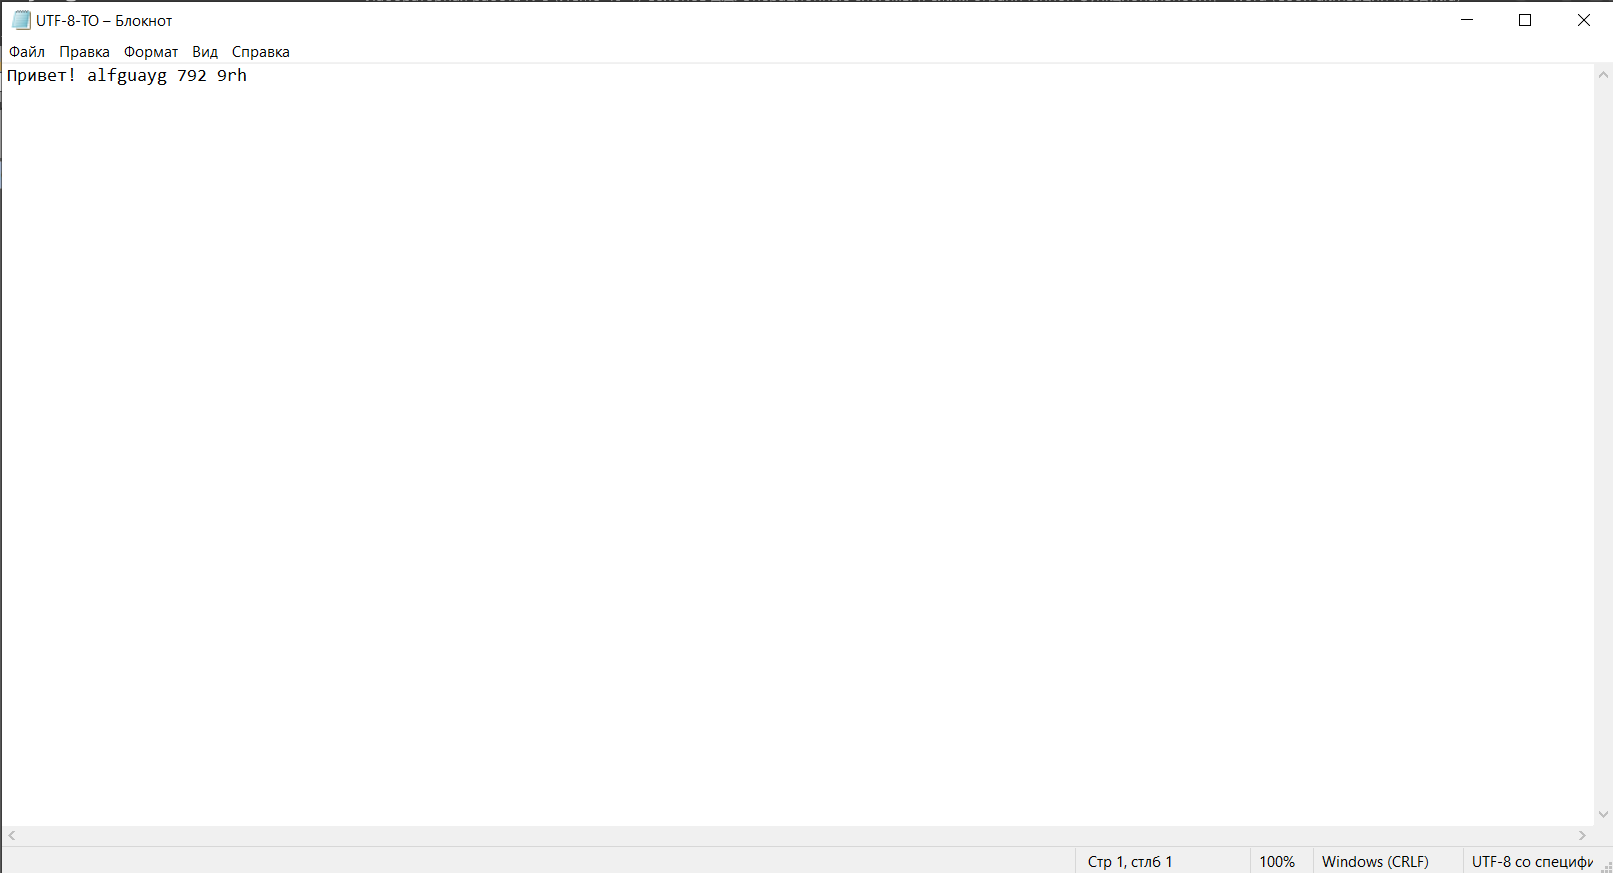 UTF-8-TO – Блокнот
Файл Правка Формат Вид Справка
Привет! alfguayg 792 9rh
Стр 1, стлб 1 100% Windows (CRLF) UTF-8 со специфи